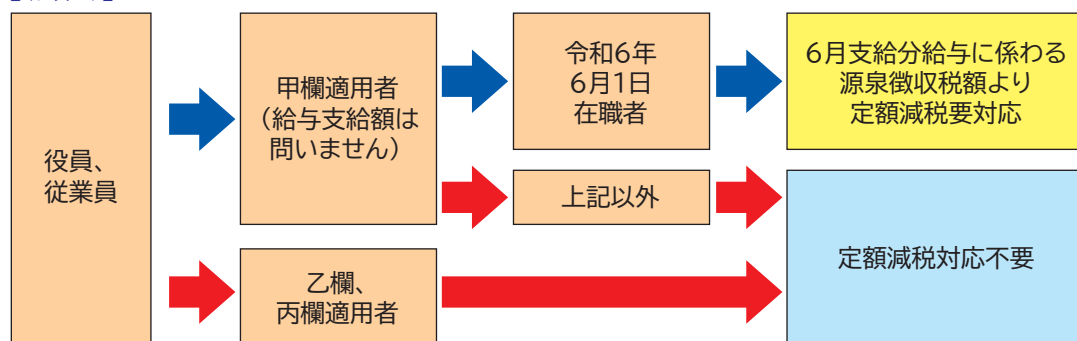 役員、
従業員
甲欄適用者
（給与支給額は
問いません）
令和6年
6月1日
在職者
6月支給分給与に係わる
源泉徴収税額より
定額減税要対応
上記以外
定額減税対応不要
乙欄、
丙欄適用者